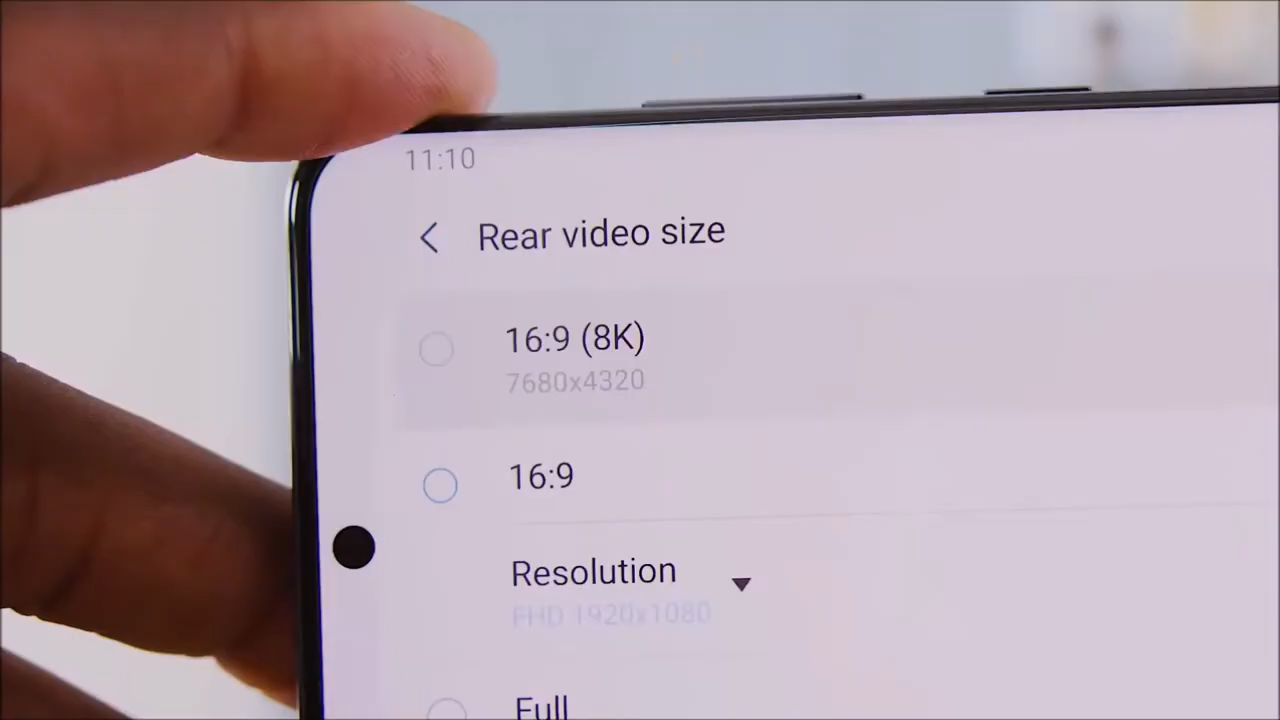 11:10
Rear video size
16:9 (8K)
7680x4320
16:9
Resolution
FHD 1920x1080
Full